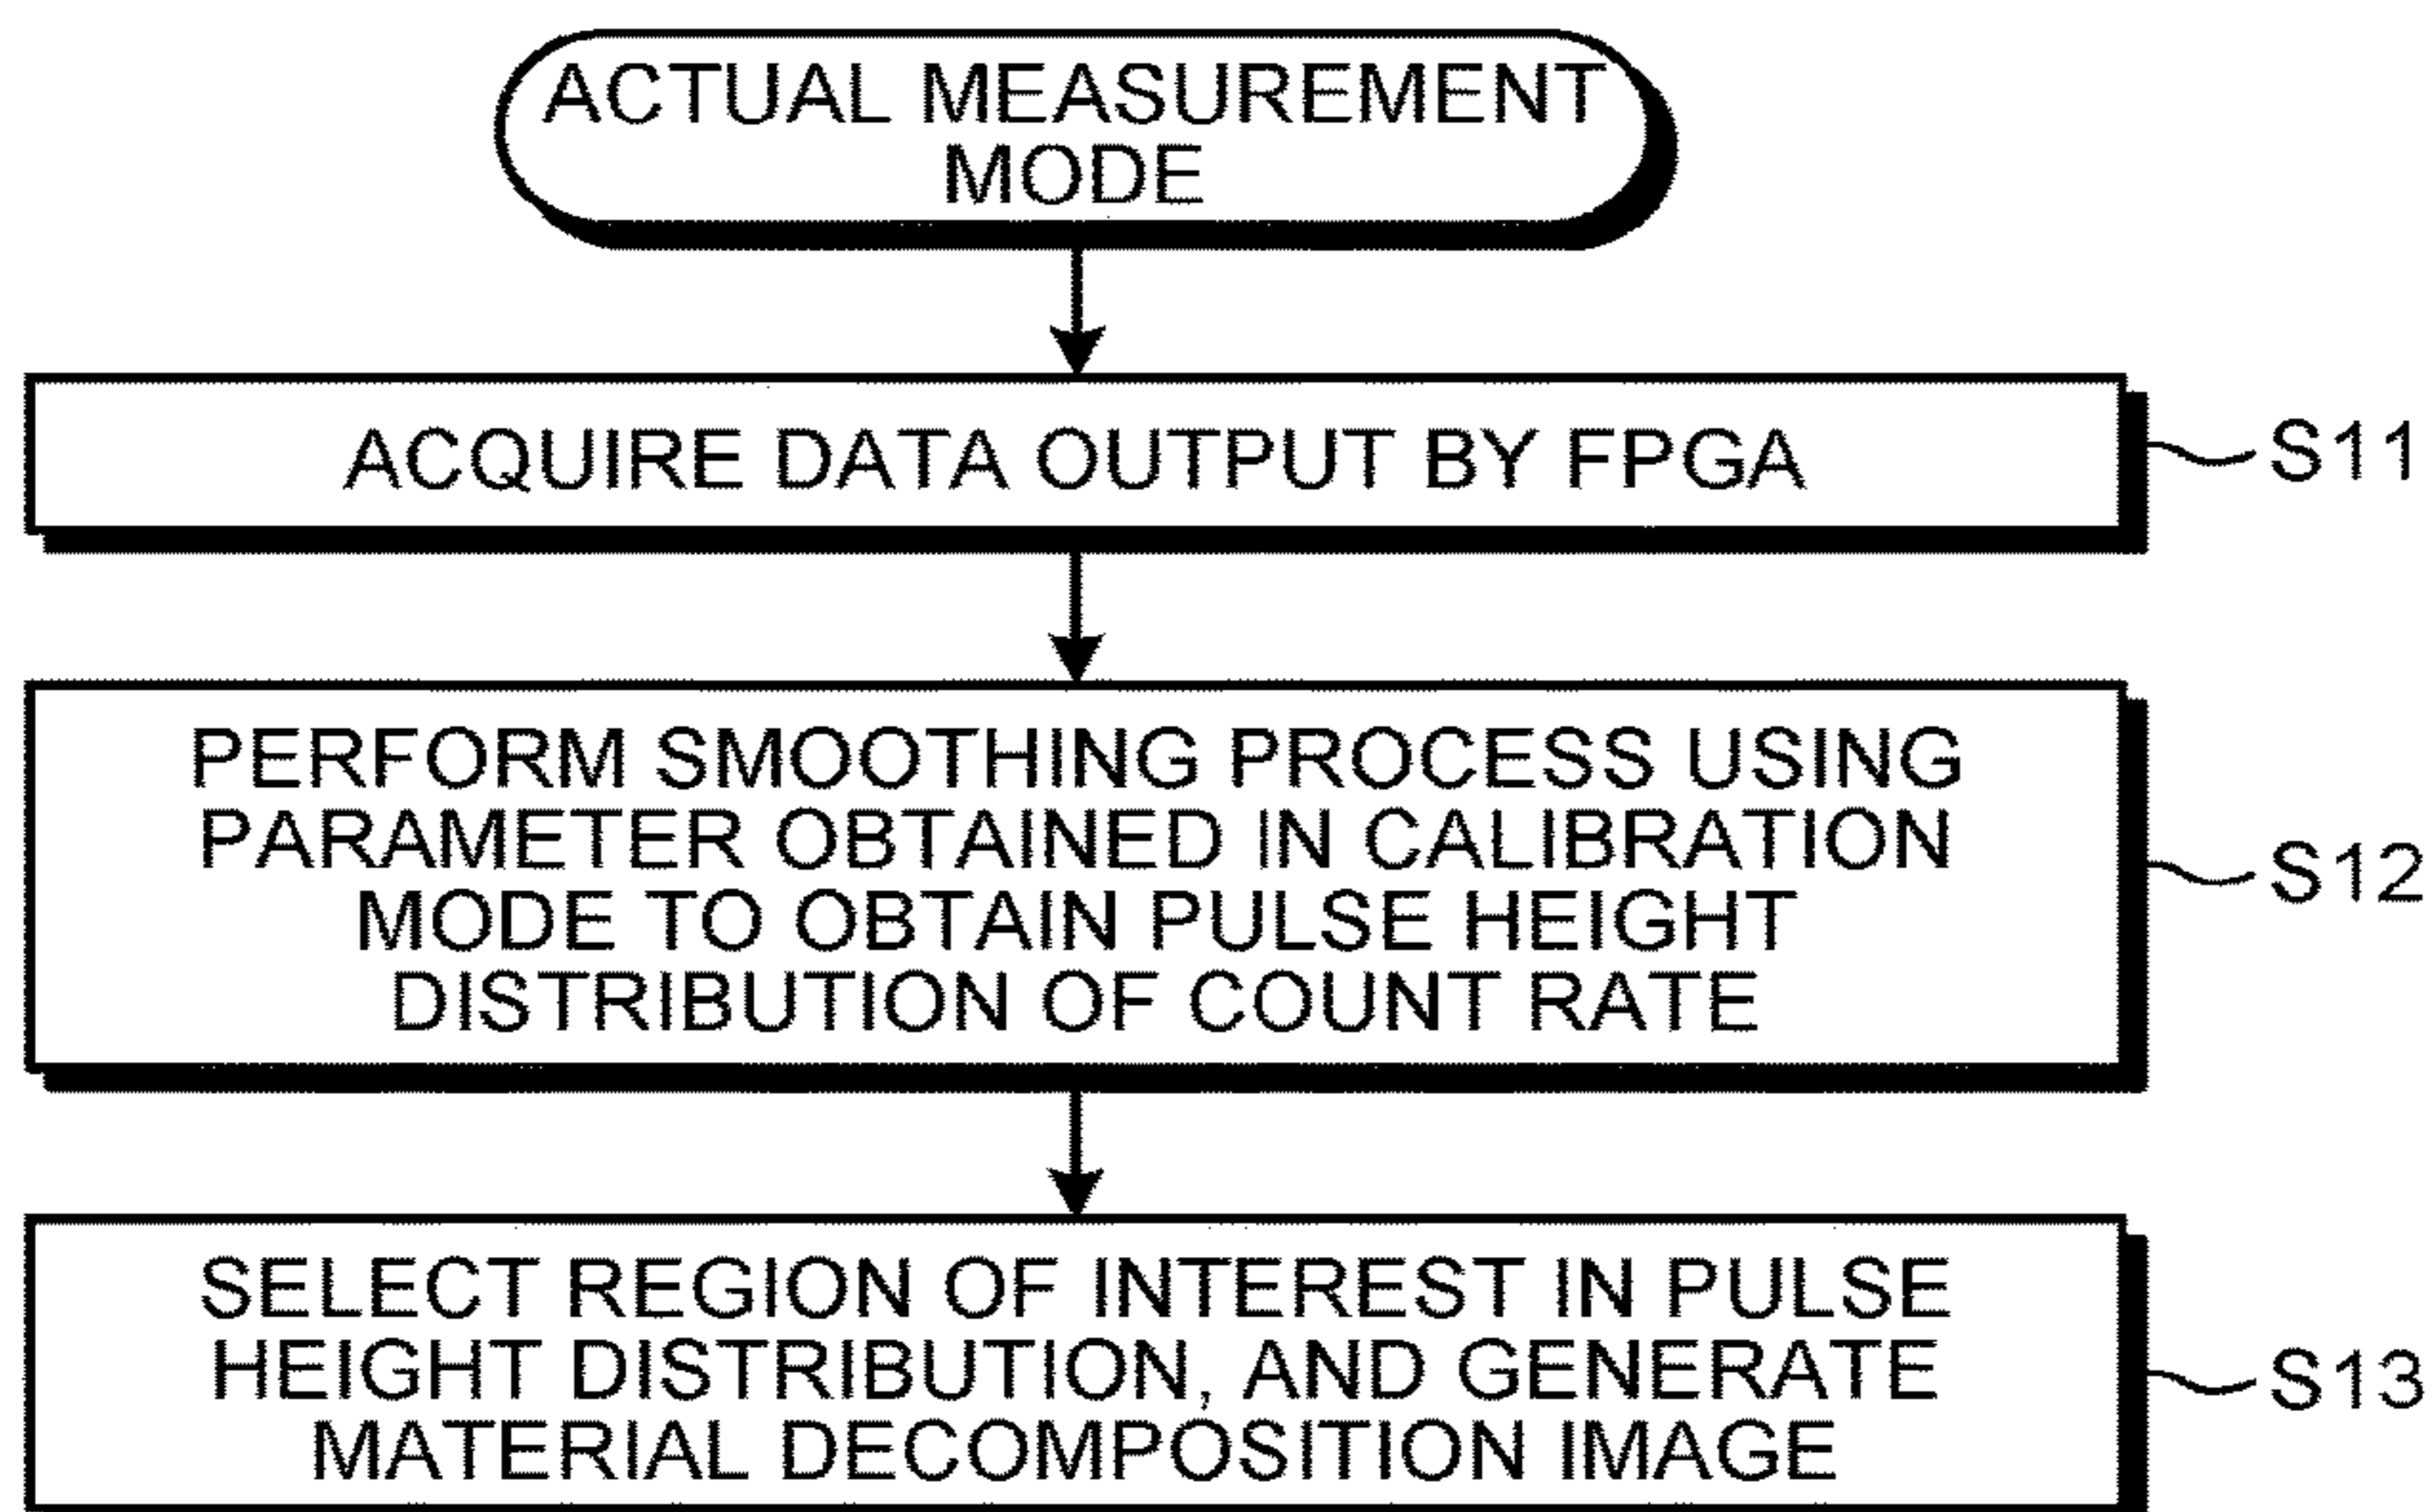 ACTUAL MEASUREMENT
MODE
ACQUIRE DATA OUTPUT BY FPGA
S11
PERFORM SMOOTHING PROCESS USING
PARAMETER OBTAINED IN CALIBRATION
MODE TO OBTAIN PULSE HEIGHT
DISTRIBUTION OF COUNT RATE
S12
SELECT REGION OF INTEREST IN PULSE
HEIGHT DISTRIBUTION, AND GENERATE
MATERIAL DECOMPOSITION IMAGE
S13